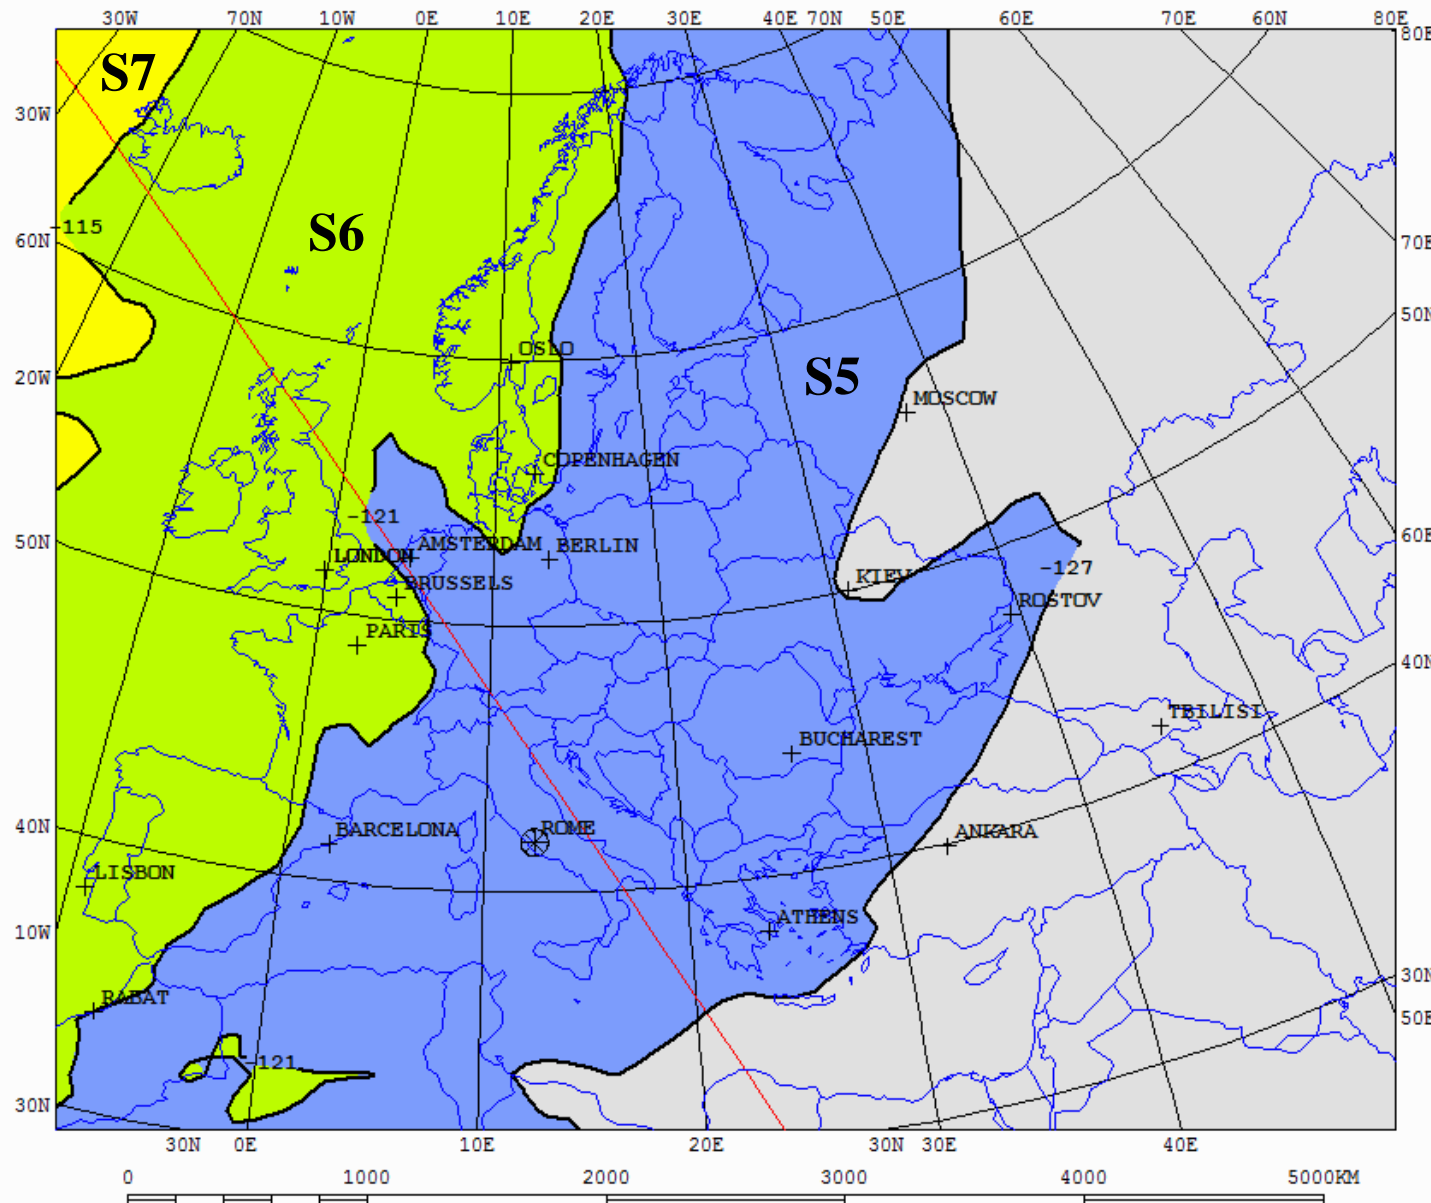 30W 70N 10W 0E 10E 20E 30E 40E 70N 50E 60E 70E 60N 80E
80E
S7
30W
115
60N
S6
70N
50N
OSLO
20W
S5
MOSCOW
COPENHAGEN
-121
50N
AMSTERDAM
BERLIN
60E
LONDON
-127
KIEV
BRUSSELS
ROSTOV
PARIS
40N
TBILISI
BUCHAREST
40N
BARCELONA
ROME
ANKARA
LISBON
ATHENS
10W
30N
RABAT
50E
-121
30N
30N 0E 10E 20E 30N 30E 40E
0 1000 2000 3000 4000 5000KM